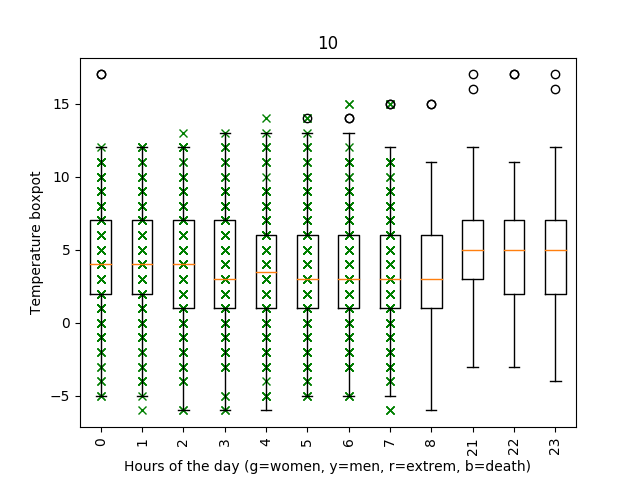 10
Temperature boxpot
15
10
5
0
−5
0 1 2 3 4 5 6 7 8 21 22 23
Hours of the day (g=women, y=men, r=extrem, b=death)